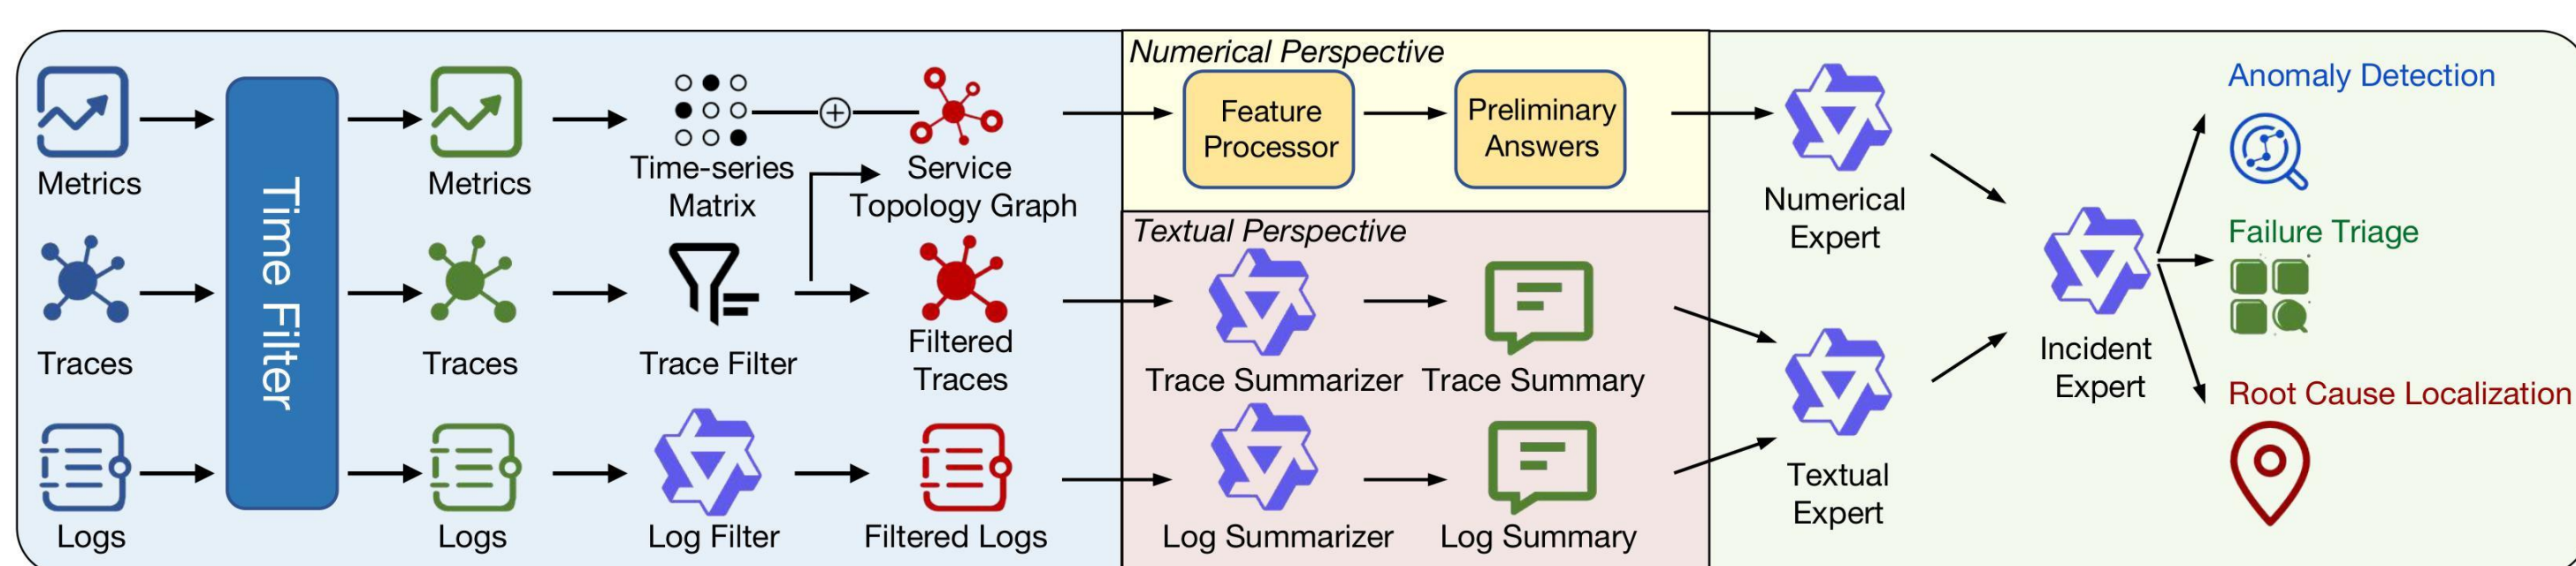 Metrics
Traces
Logs
Time Filter
Metrics
Traces
Logs
Time-series
Matrix
Service
Topology Graph
Trace Filter
Filtered
Traces
Log Filter
Filtered Logs
Numerical Perspective
Feature
Processor
Preliminary
Answers
Textual Perspective
Trace Summarizer
Trace Summary
Log Summarizer
Log Summary
Numerical
Expert
Textual
Expert
Incident
Expert
Anomaly Detection
Failure Triage
Root Cause Localization